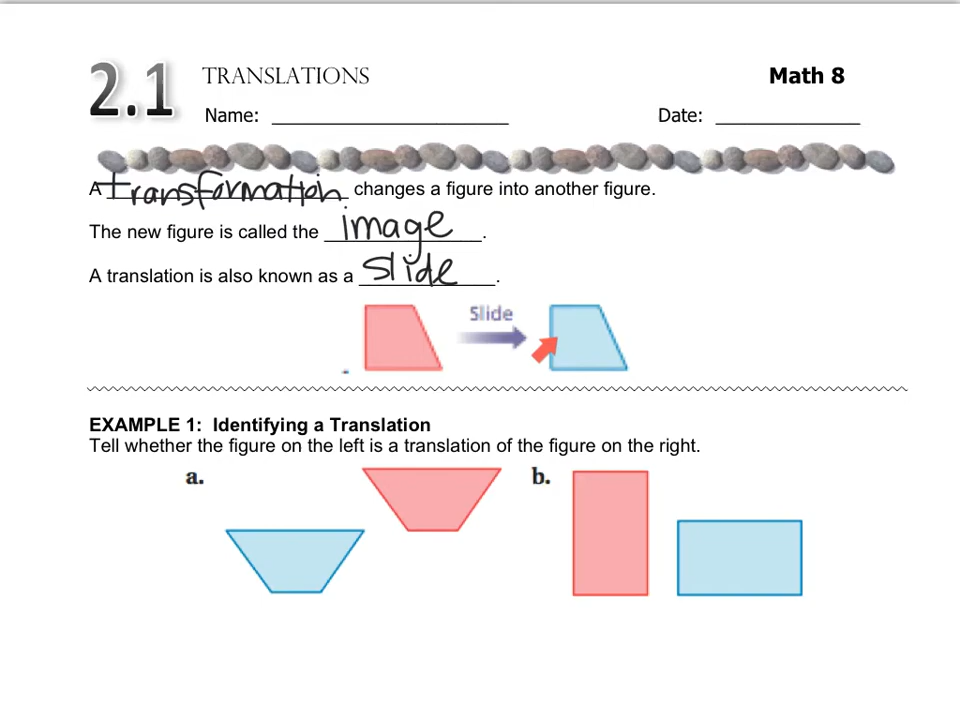 2.1 TRANSLATIONS Math 8
Name: ______________________ Date: ______________
A transformation changes a figure into another figure.
The new figure is called the image.
A translation is also known as a slide.
Slide
EXAMPLE 1: Identifying a Translation
Tell whether the figure on the left is a translation of the figure on the right.
a. b.